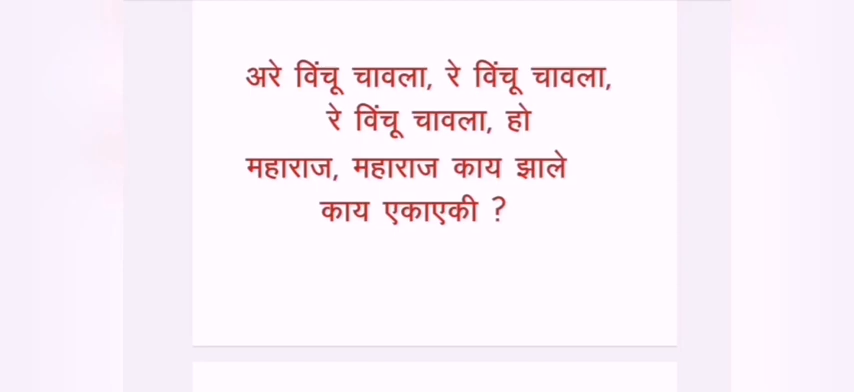 अरे विंचू चावला, रे विंचू चावला,
रे विंचू चावला, हो
महाराज, महाराज काय झाले
काय एकाएकी ?